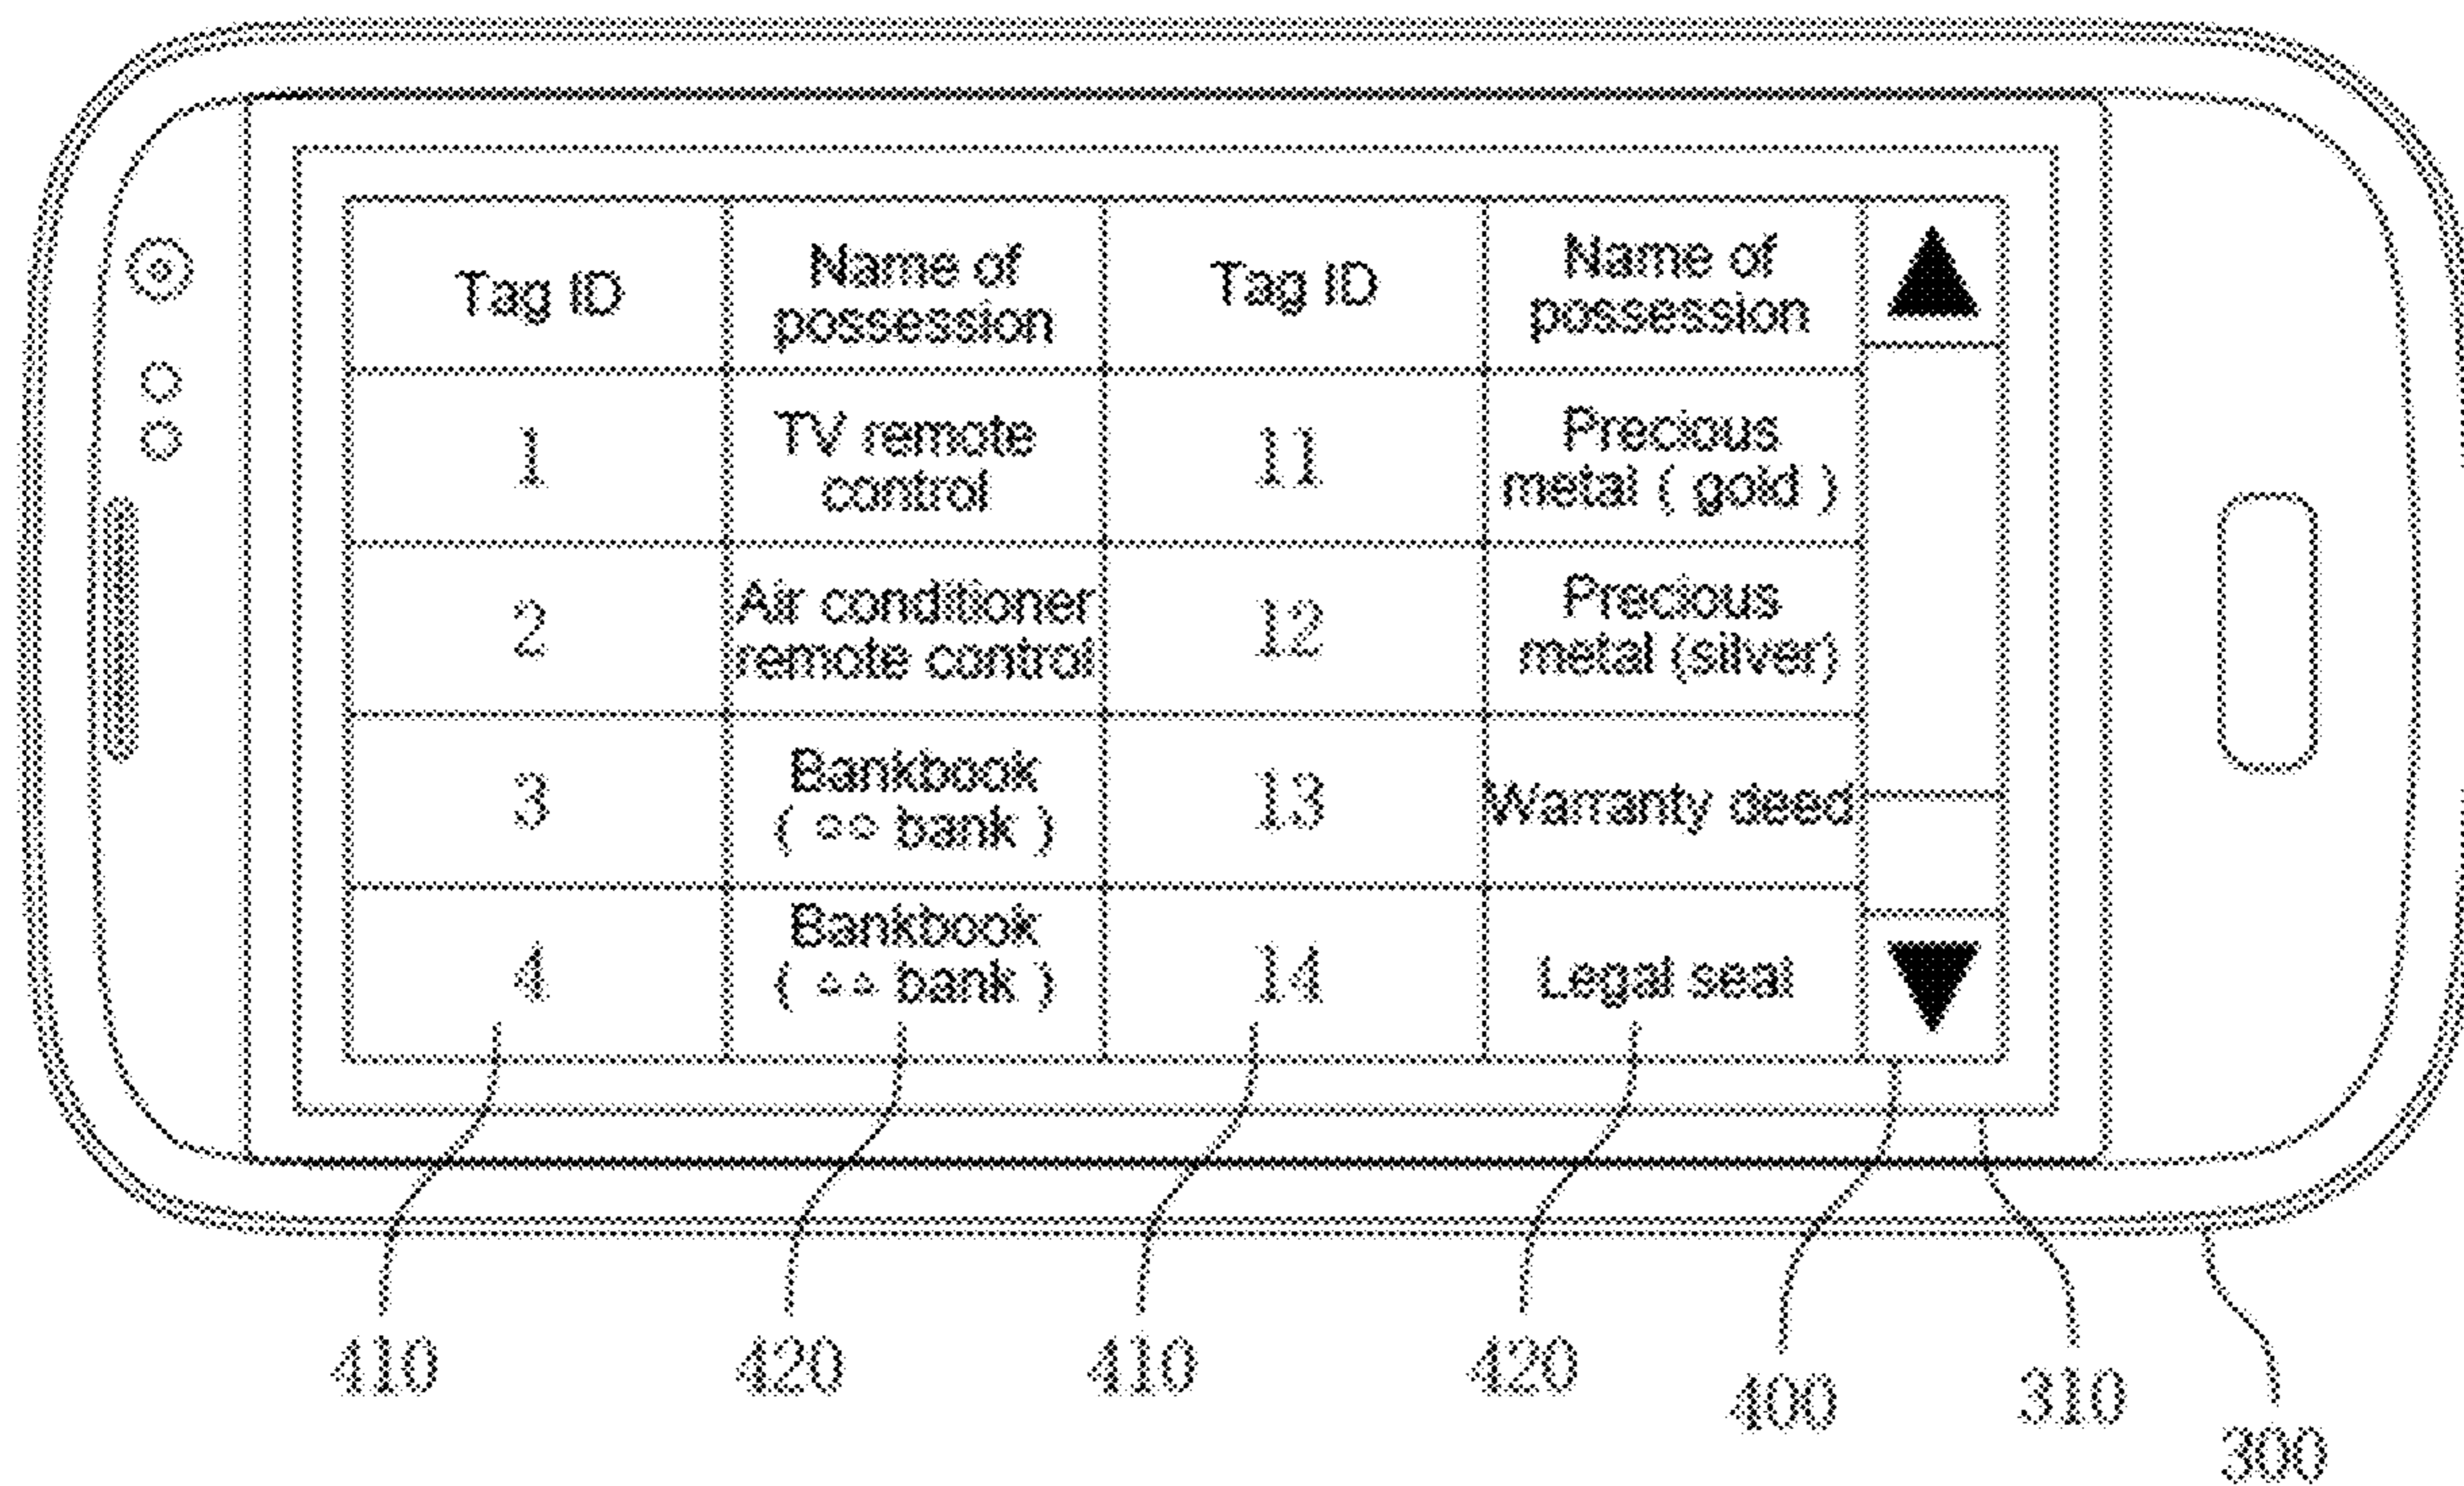 Tag ID
Name of
possession
Tag ID
Name of
possession
1
TV remote
control
11
Precious
metal ( gold )
2
Air conditioner
remote control
12
Precious
metal (silver)
3
Bankbook
( ○○ bank )
13
Warranty deed
4
Bankbook
( △△ bank )
14
Legal seal
410
420
410
420
400
310
300